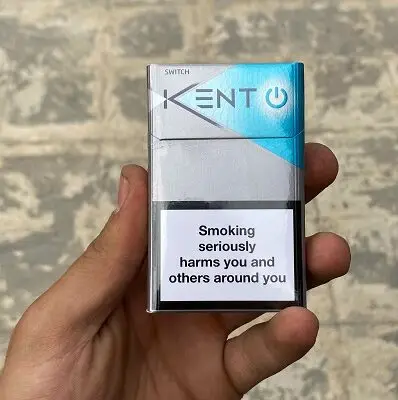 SWITCH
KENT
Smoking
seriously
harms you and
others around you